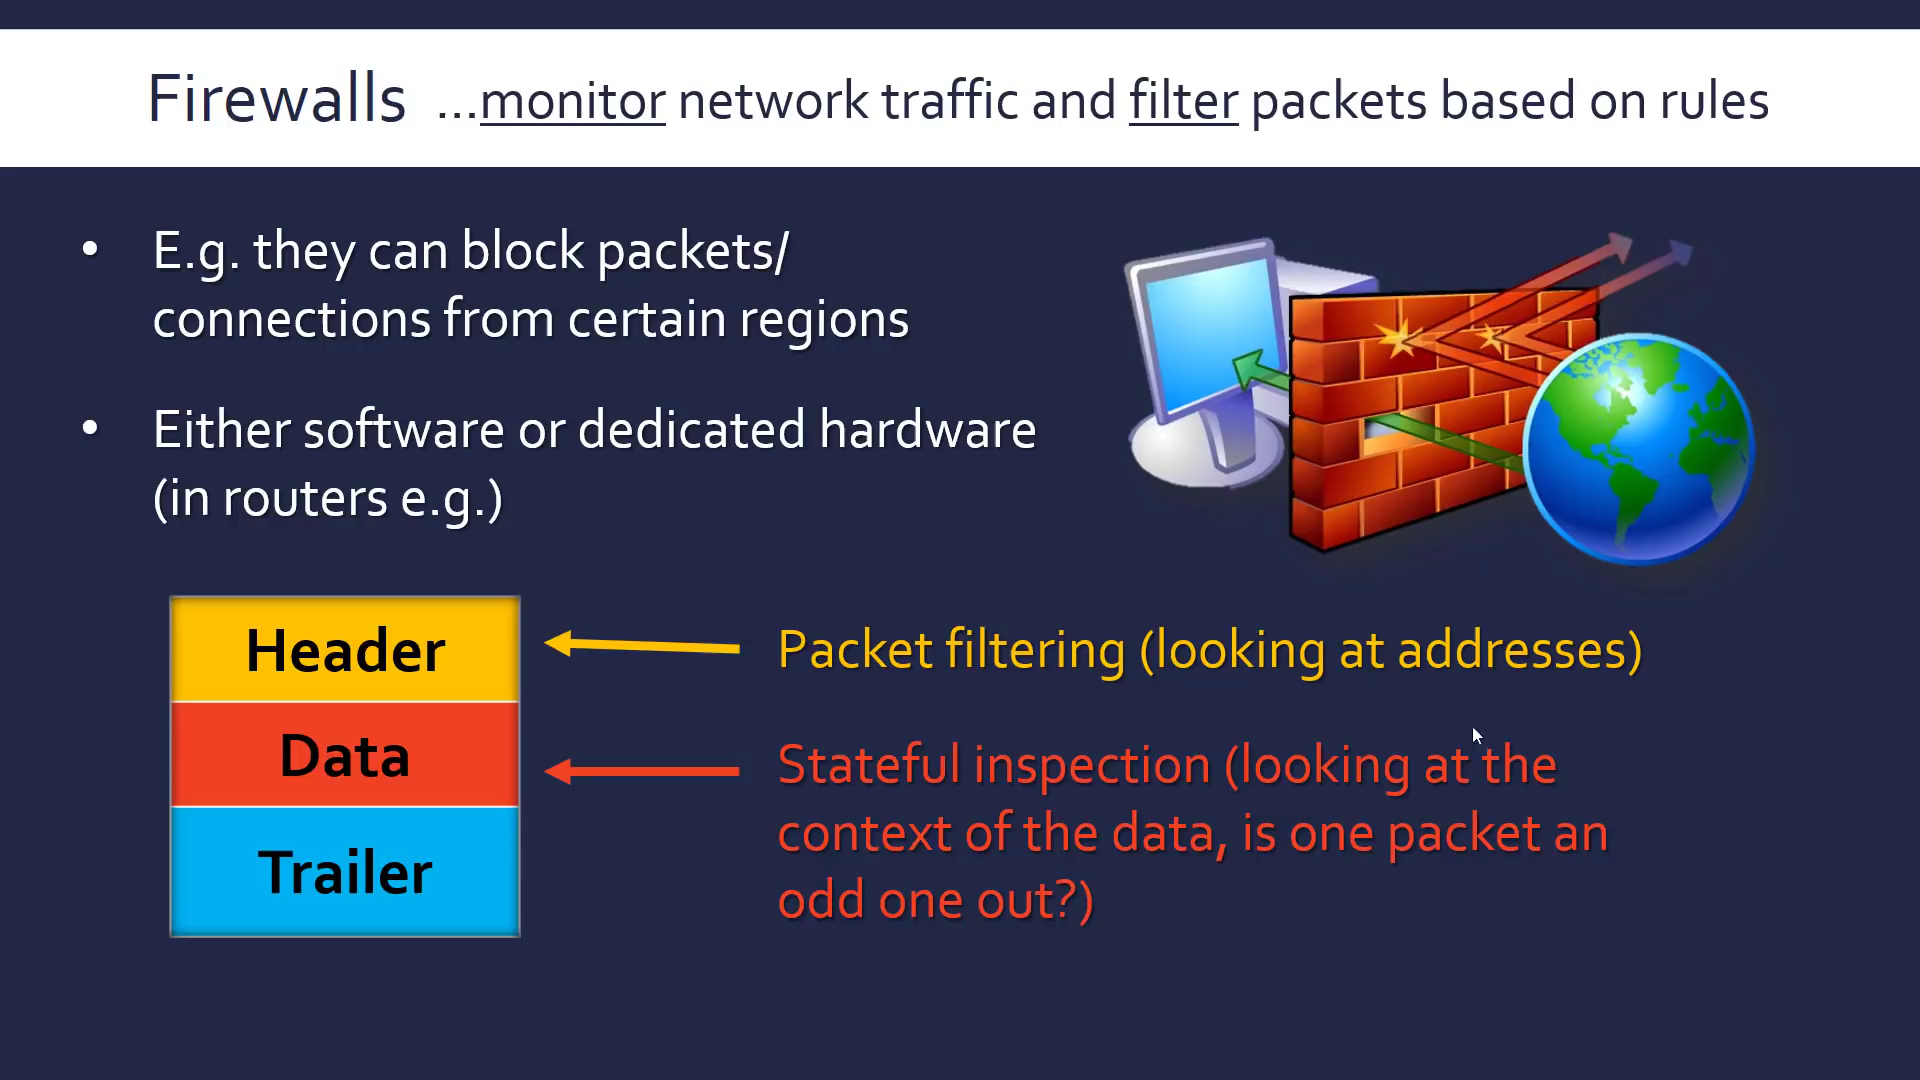 Firewalls ...monitor network traffic and filter packets based on rules
• E.g. they can block packets/
connections from certain regions
• Either software or dedicated hardware
(in routers e.g.)
Header
Packet filtering (looking at addresses)
Data
Stateful inspection (looking at the
context of the data, is one packet an
odd one out?)
Trailer